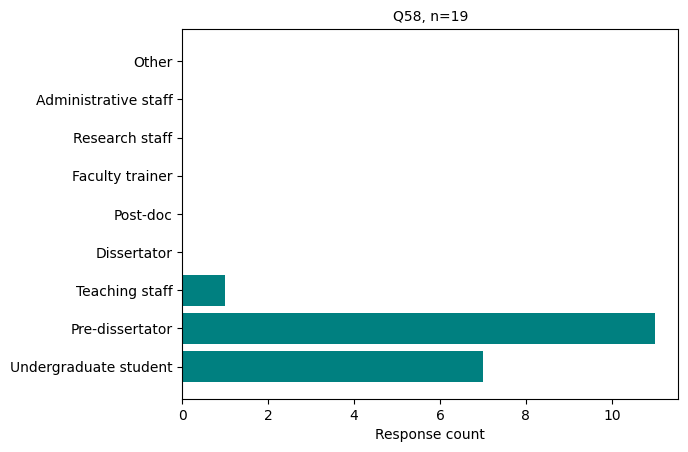 Q58, n=19
Other
Administrative staff
Research staff
Faculty trainer
Post-doc
Dissertator
Teaching staff
Pre-dissertator
Undergraduate student
0 2 4 6 8 10
Response count